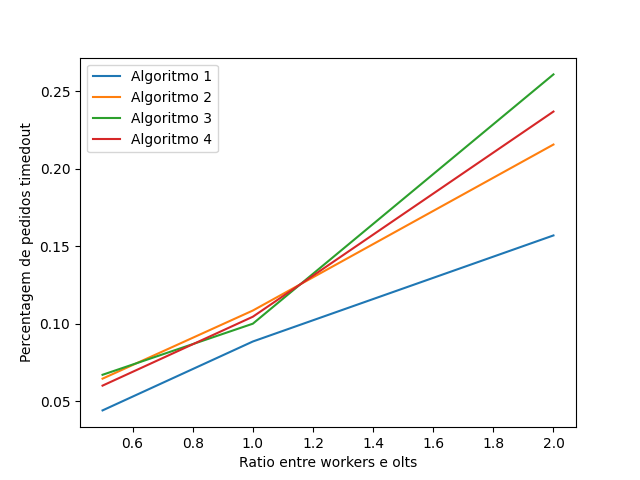 Algoritmo 1
Algoritmo 2
Algoritmo 3
Algoritmo 4
Percentagem de pedidos timedout
0.25
0.20
0.15
0.10
0.05
0.6 0.8 1.0 1.2 1.4 1.6 1.8 2.0
Ratio entre workers e olts